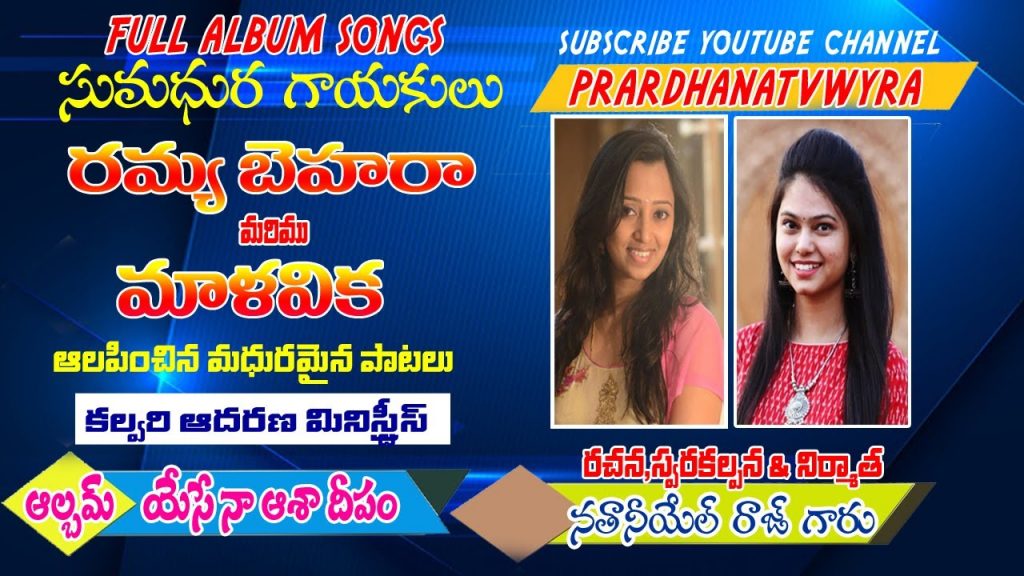 FULL ALBUM SONGS
సుమధుర గాయకులు
రమ్య బెహరా
మరిము
మాళవిక
ఆలపించిన మధురమైన పాటలు
కల్వరి ఆదరణ మినిస్ట్రీస్
ఆల్బమ్ యేసేనా ఆశా దీపం
SUBSCRIBE YOUTUBE CHANNEL
PRARDHANATVWYRA
రచన,స్వరకల్పన & నిర్మాత
నతానీయేల్ రాజ్ గారు